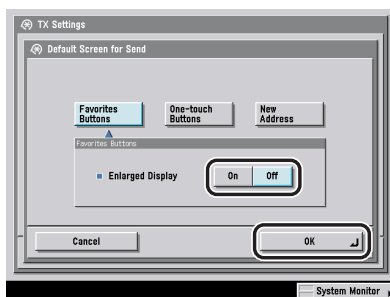 TX Settings
Default Screen for Send
Favorites Buttons
One-touch Buttons
New Address
Favorites Buttons
Enlarged Display
On
Off
Cancel
OK
System Monitor